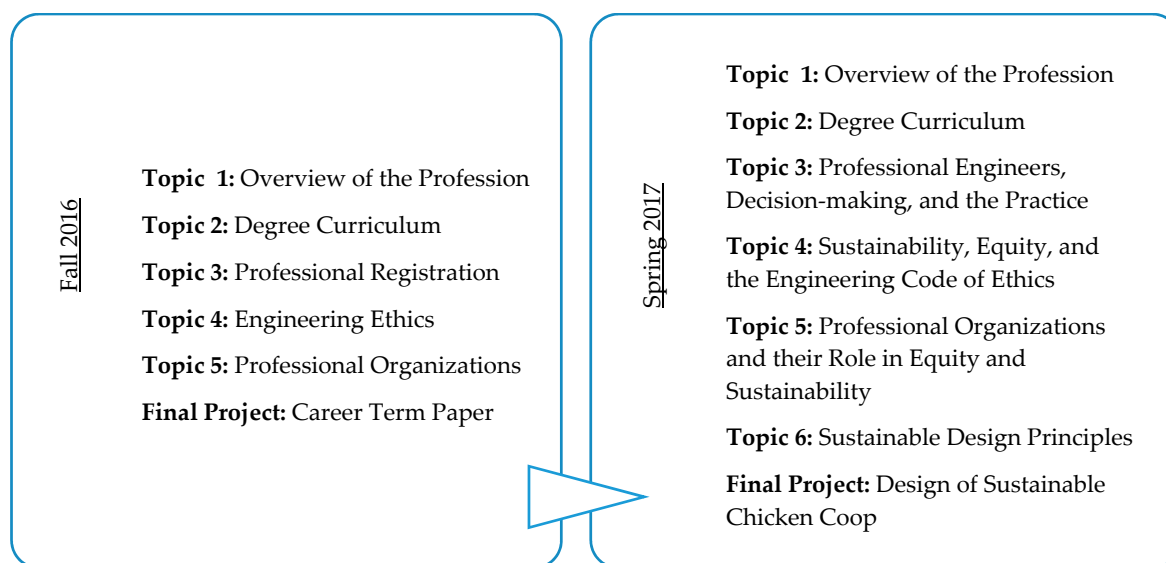 Fall 2016
Topic 1: Overview of the Profession
Topic 2: Degree Curriculum
Topic 3: Professional Registration
Topic 4: Engineering Ethics
Topic 5: Professional Organizations
Final Project: Career Term Paper
Spring 2017
Topic 1: Overview of the Profession
Topic 2: Degree Curriculum
Topic 3: Professional Engineers,
Decision-making, and the Practice
Topic 4: Sustainability, Equity, and
the Engineering Code of Ethics
Topic 5: Professional Organizations
and their Role in Equity and
Sustainability
Topic 6: Sustainable Design Principles
Final Project: Design of Sustainable
Chicken Coop